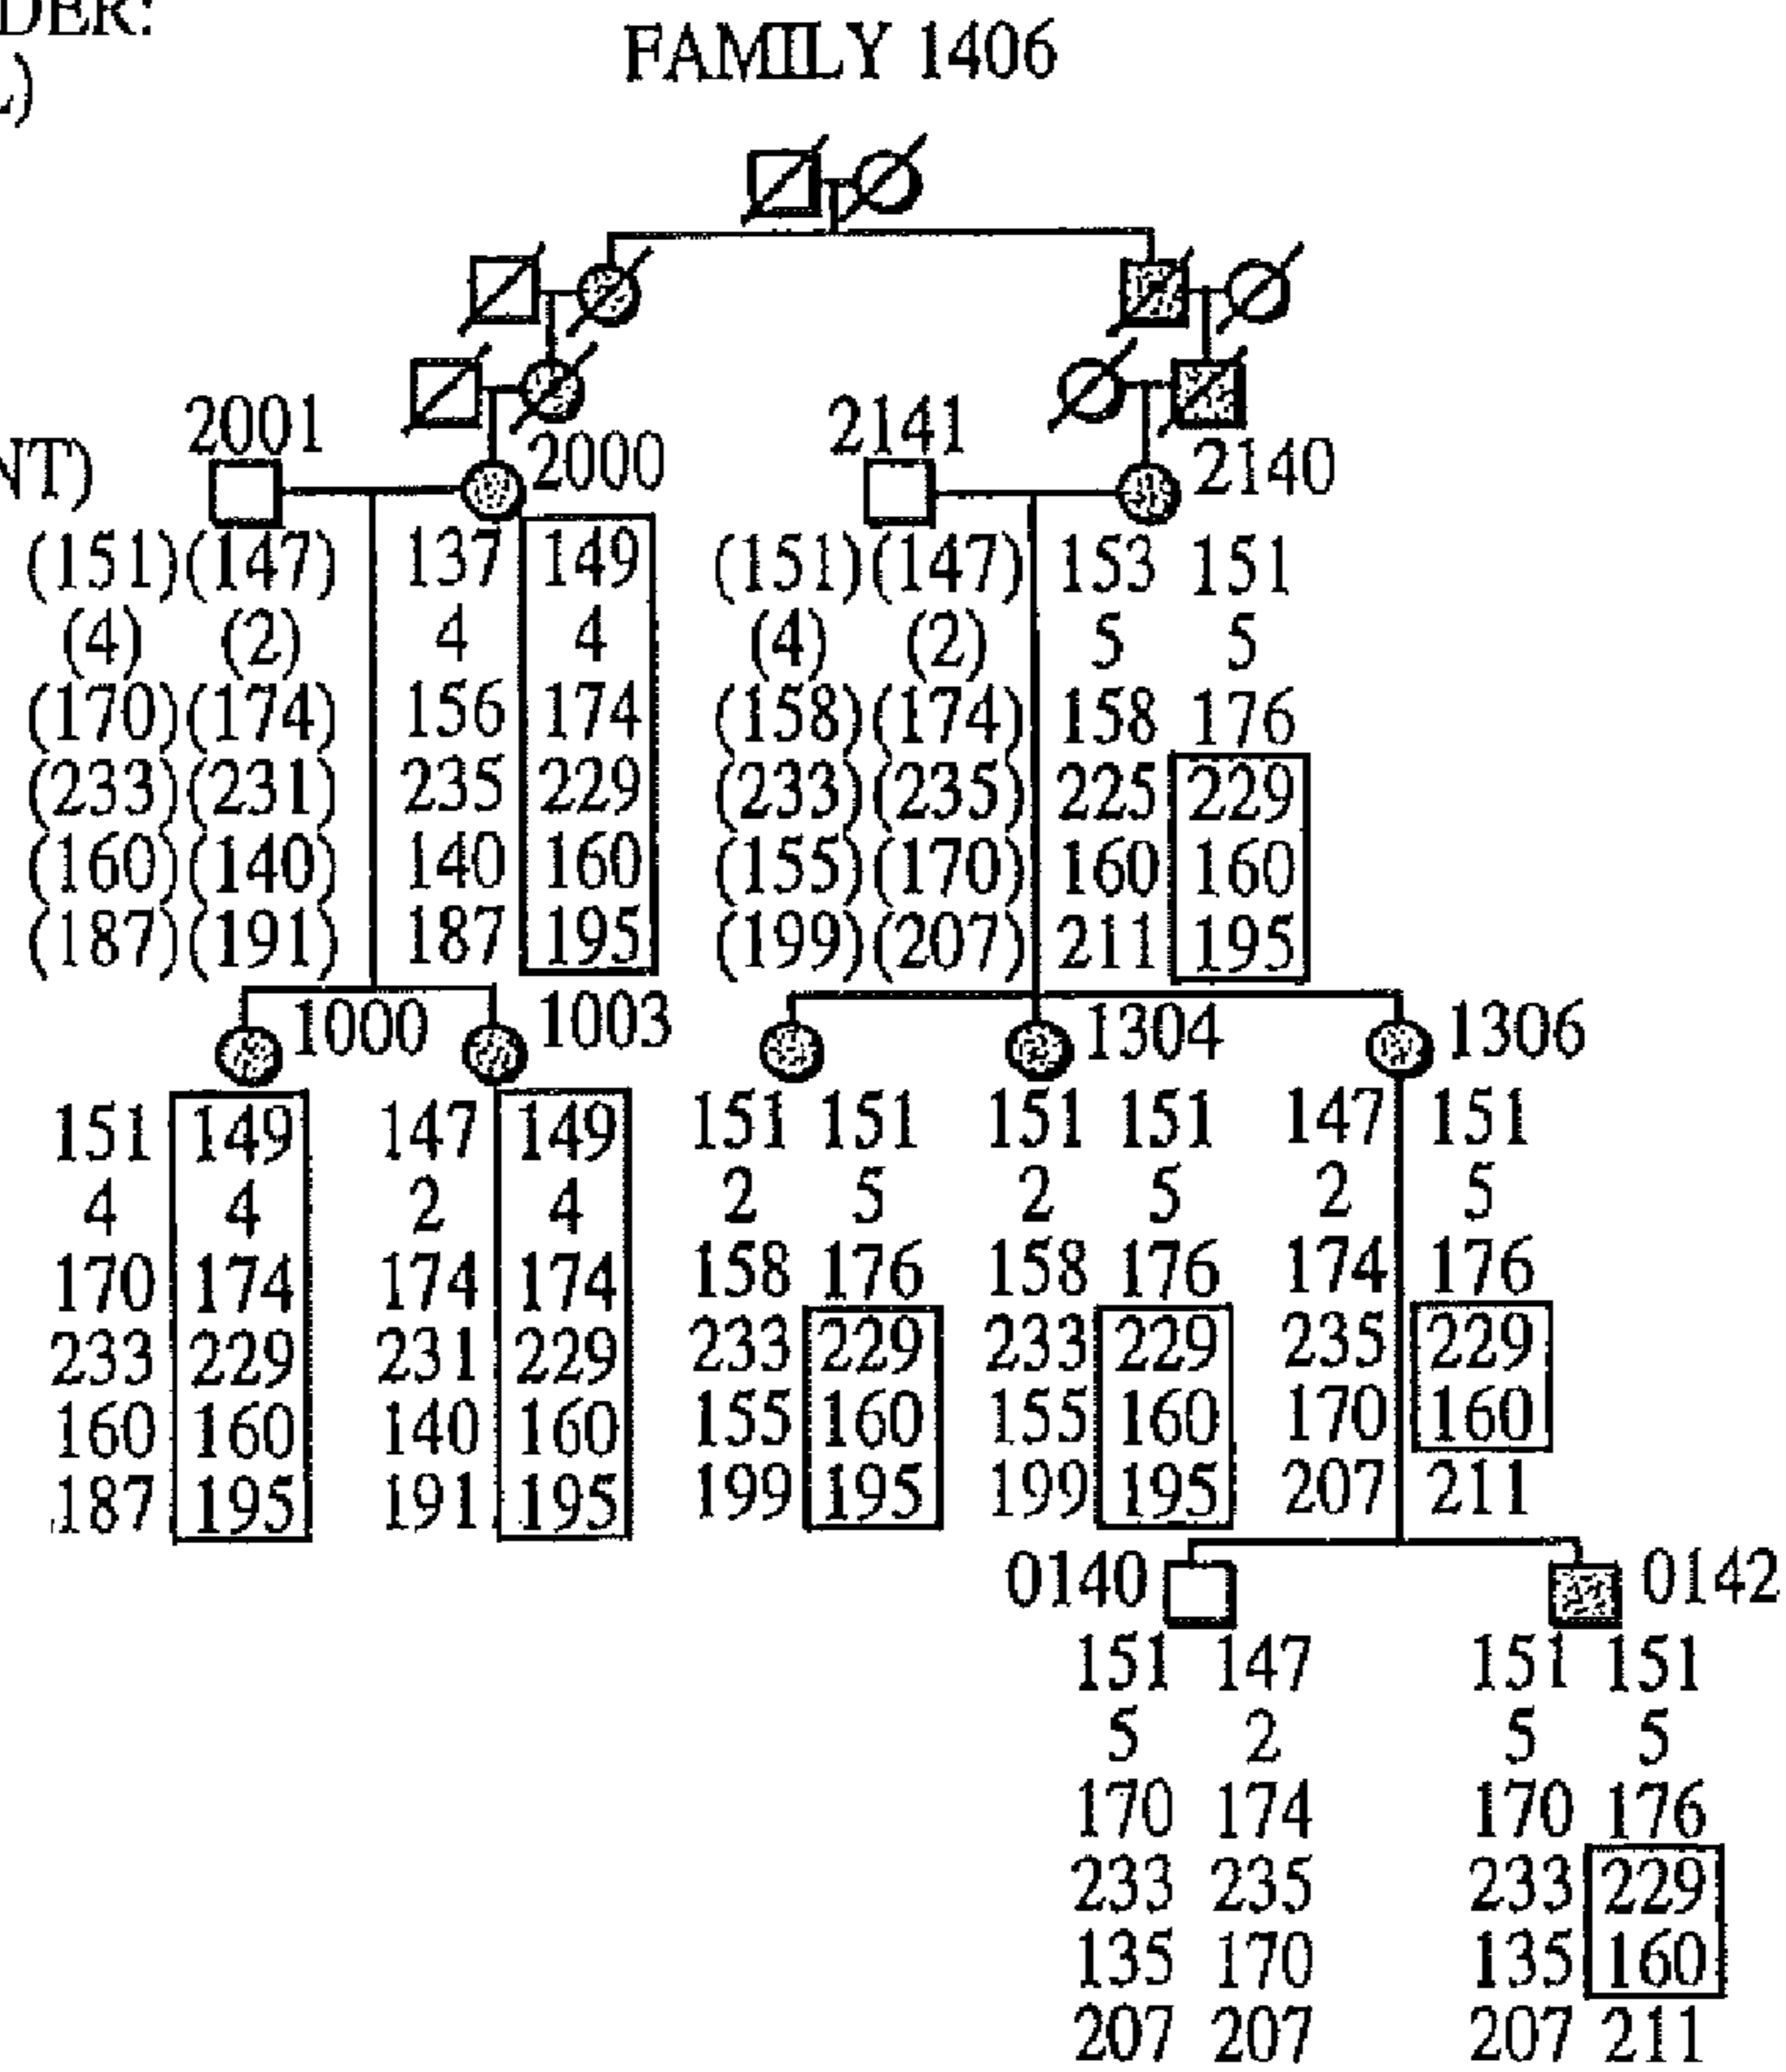 DER:
FAMILY 1406
2001 2000 2141 2140
NT)
(151)(147) 137 149 (151)(147) 153 151
(4) (2) 4 4 (4) (2) 5 5
(170)(174) 156 174 (158)(174) 158 176
(233)(231) 235 229 (233)(235) 225 229
(160)(140) 140 160 (155)(170) 160 160
(187)(191) 187 195 (199)(207) 211 195
1000 1003 1304 1306
151 149 147 149 151 151 151 151 147 151
4 4 2 4 2 5 2 5 2 5
170 174 174 174 158 176 158 176 174 176
233 229 231 229 233 229 233 229 235 229
160 160 140 160 155 160 155 160 170 160
187 195 191 195 199 195 199 195 207 211
0140 0142
151 147 151 151
5 2 5 5
170 174 170 176
233 235 233 229
135 170 135 160
207 207 207 211